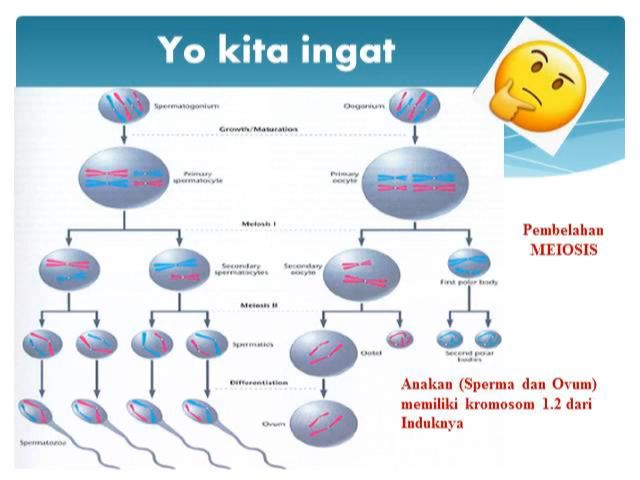 Yo kita ingat
Spermatogonium
Oogonium
Growth/Maturation
Primary
spermatocyte
Primary
oocyte
Meiosis I
Pembelahan
MEIOSIS
Secondary
spermatocytes
Secondary
oocyte
First polar body
Meiosis II
Spermatids
Ootid
Second polar
bodies
Differentiation
Anakan (Sperma dan Ovum)
memiliki kromosom 1.2 dari
Induknya
Ovum
Spermatozoa